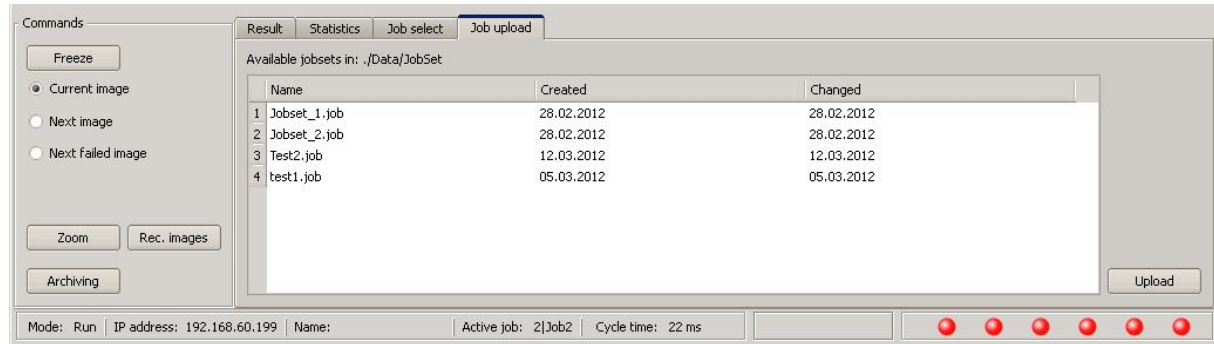 Commands
Freeze
Current image
Next image
Next failed image
Zoom Rec. images
Archiving
Result Statistics Job select Job upload
Available jobsets in: ./Data/JobSet
Name Created Changed
1 Jobset_1.job 28.02.2012 28.02.2012
2 Jobset_2.job 28.02.2012 28.02.2012
3 Test2.job 12.03.2012 12.03.2012
4 test1.job 05.03.2012 05.03.2012
Upload
Mode: Run IP address: 192.168.60.199 Name: Active job: 2|Job2 Cycle time: 22 ms